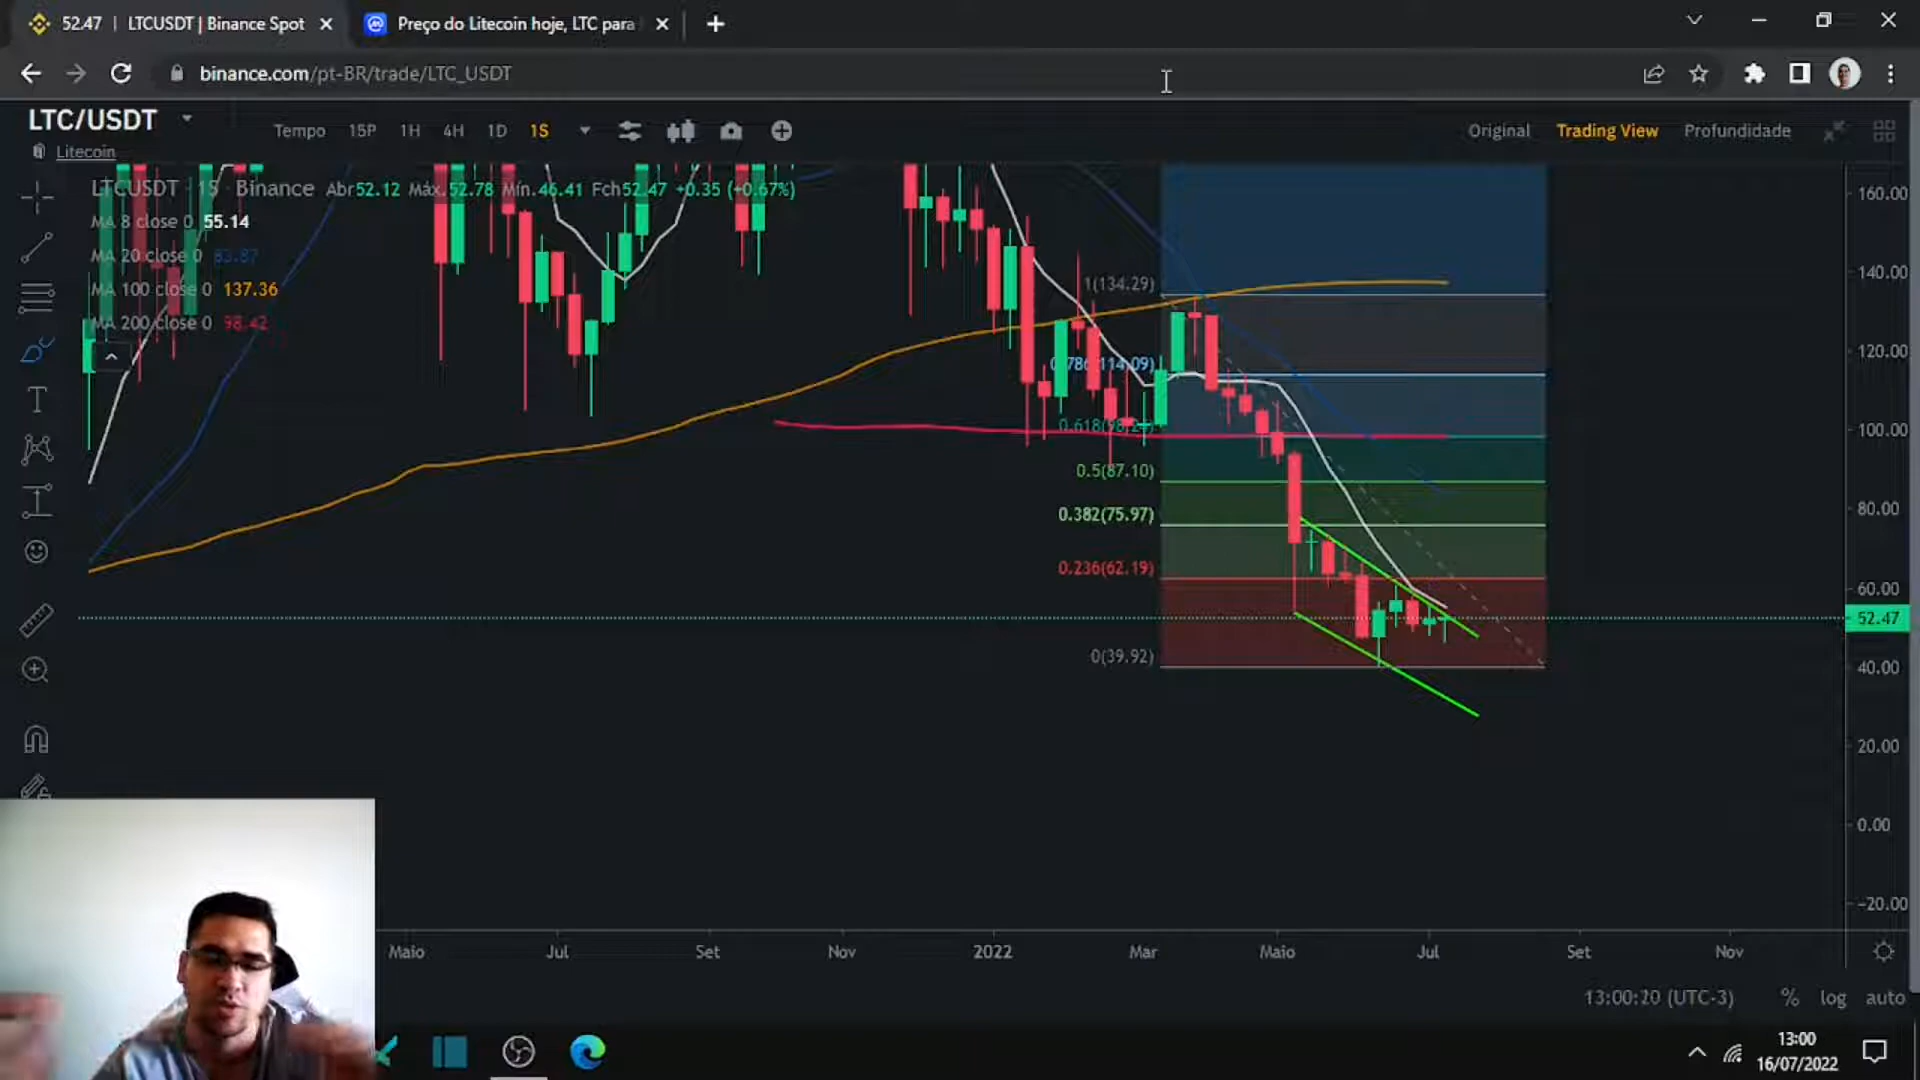 52.47 | LTCUSDT | Binance Spot
Preço do Litecoin hoje, LTC para
binance.com/pt-BR/trade/LTC_USDT
LTC/USDT
Litecoin
Tempo 15P 1H 4H 1D 1S
Original Trading View Profundidade
LTCUSDT · 1S · Binance Abr52.12 Máx.52.78 Mín.46.41 Fch52.47 +0.35 (+0.67%)
MA 8 close 0 55.14
MA 20 close 0 83.87
MA 100 close 0 137.36
MA 200 close 0 98.42
1(134.29)
0.786(114.09)
0.5(87.10)
0.382(75.97)
0.236(62.19)
0(39.92)
160.00
140.00
120.00
100.00
80.00
60.00
52.47
40.00
20.00
0.00
-20.00
Maio Jul Set Nov 2022 Mar Maio Jul Set Nov
13:00:20 (UTC-3) % log auto
13:00
16/07/2022